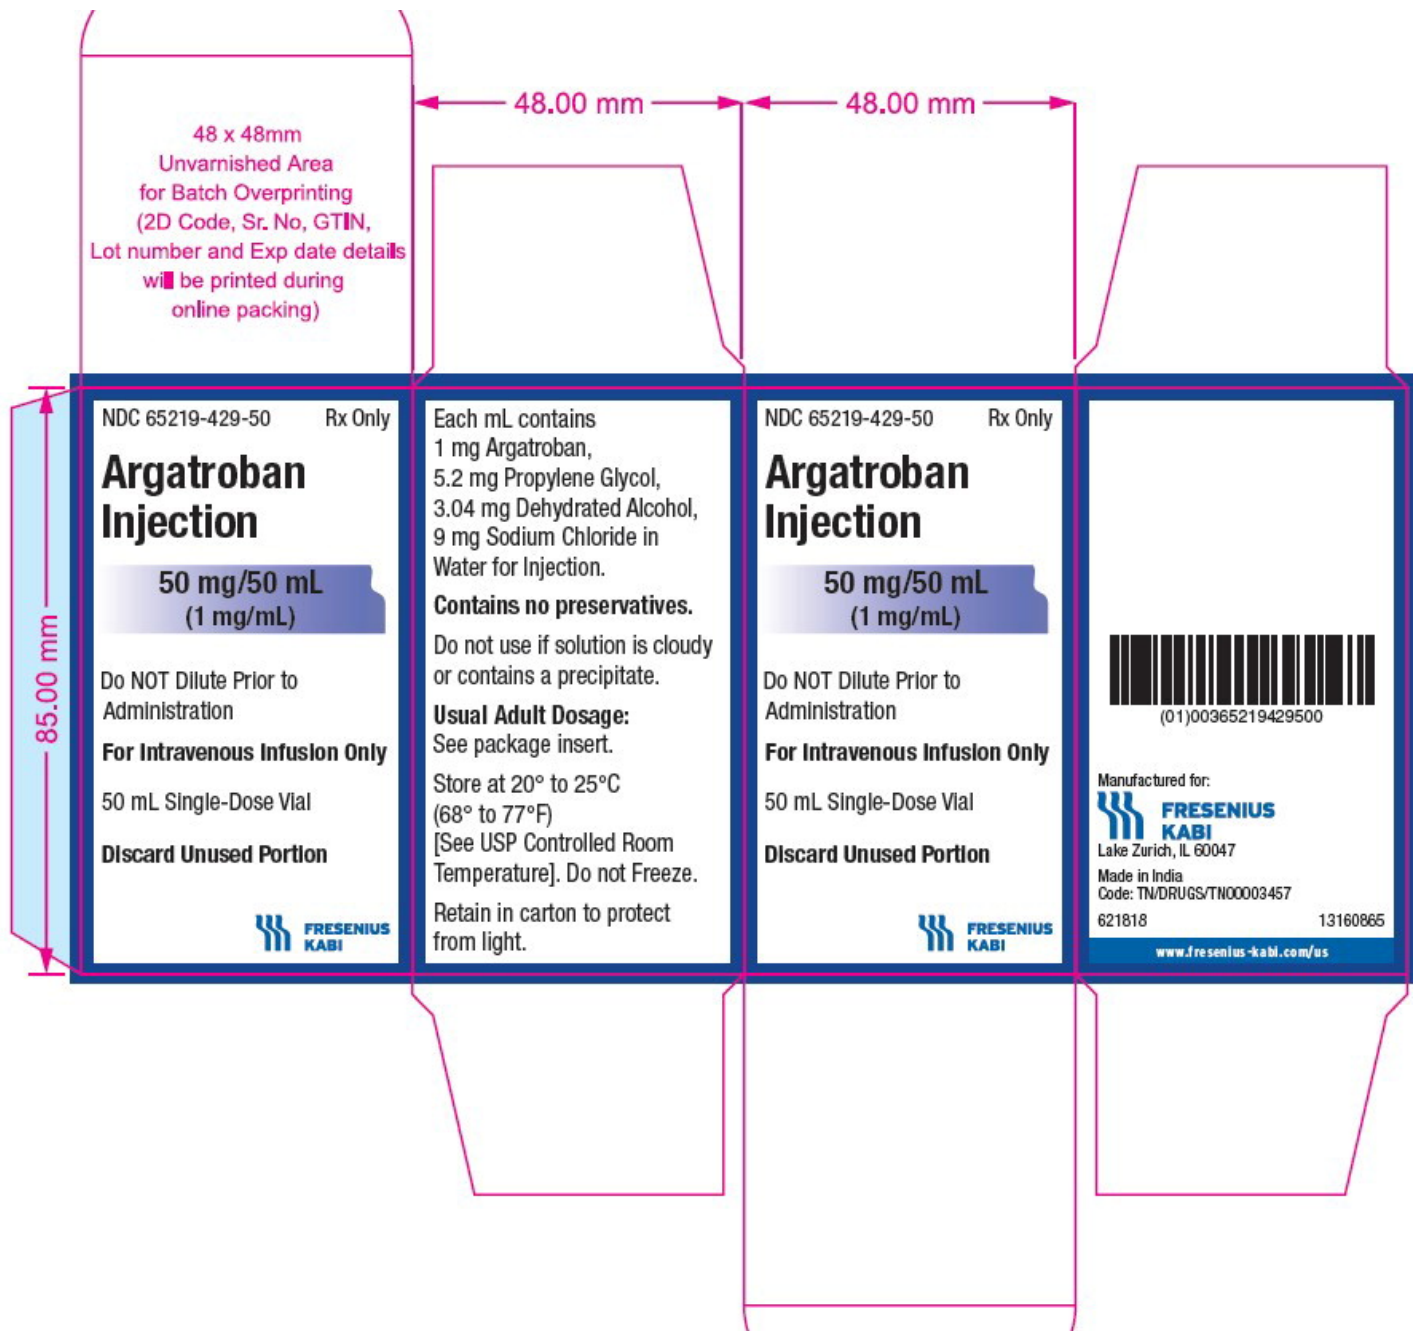 48.00 mm
48.00 mm
48 x 48mm
Unvarnished Area
for Batch Overprinting
(2D Code, Sr. No, GTIN,
Lot number and Exp date details
will be printed during
online packing)
85.00 mm
NDC 65219-429-50 Rx Only
Argatroban
Injection
50 mg/50 mL
(1 mg/mL)
Do NOT Dilute Prior to
Administration
For Intravenous Infusion Only
50 mL Single-Dose Vial
Discard Unused Portion
FRESENIUS
KABI
Each mL contains
1 mg Argatroban,
5.2 mg Propylene Glycol,
3.04 mg Dehydrated Alcohol,
9 mg Sodium Chloride in
Water for Injection.
Contains no preservatives.
Do not use if solution is cloudy
or contains a precipitate.
Usual Adult Dosage:
See package insert.
Store at 20° to 25°C
(68° to 77°F)
[See USP Controlled Room
Temperature]. Do not Freeze.
Retain in carton to protect
from light.
NDC 65219-429-50 Rx Only
Argatroban
Injection
50 mg/50 mL
(1 mg/mL)
Do NOT Dilute Prior to
Administration
For Intravenous Infusion Only
50 mL Single-Dose Vial
Discard Unused Portion
FRESENIUS
KABI
(01)00365219429500
Manufactured for:
FRESENIUS
KABI
Lake Zurich, IL 60047
Made in India
Code: TN/DRUGS/TN00003457
621818 13160865
www.fresenius-kabi.com/us